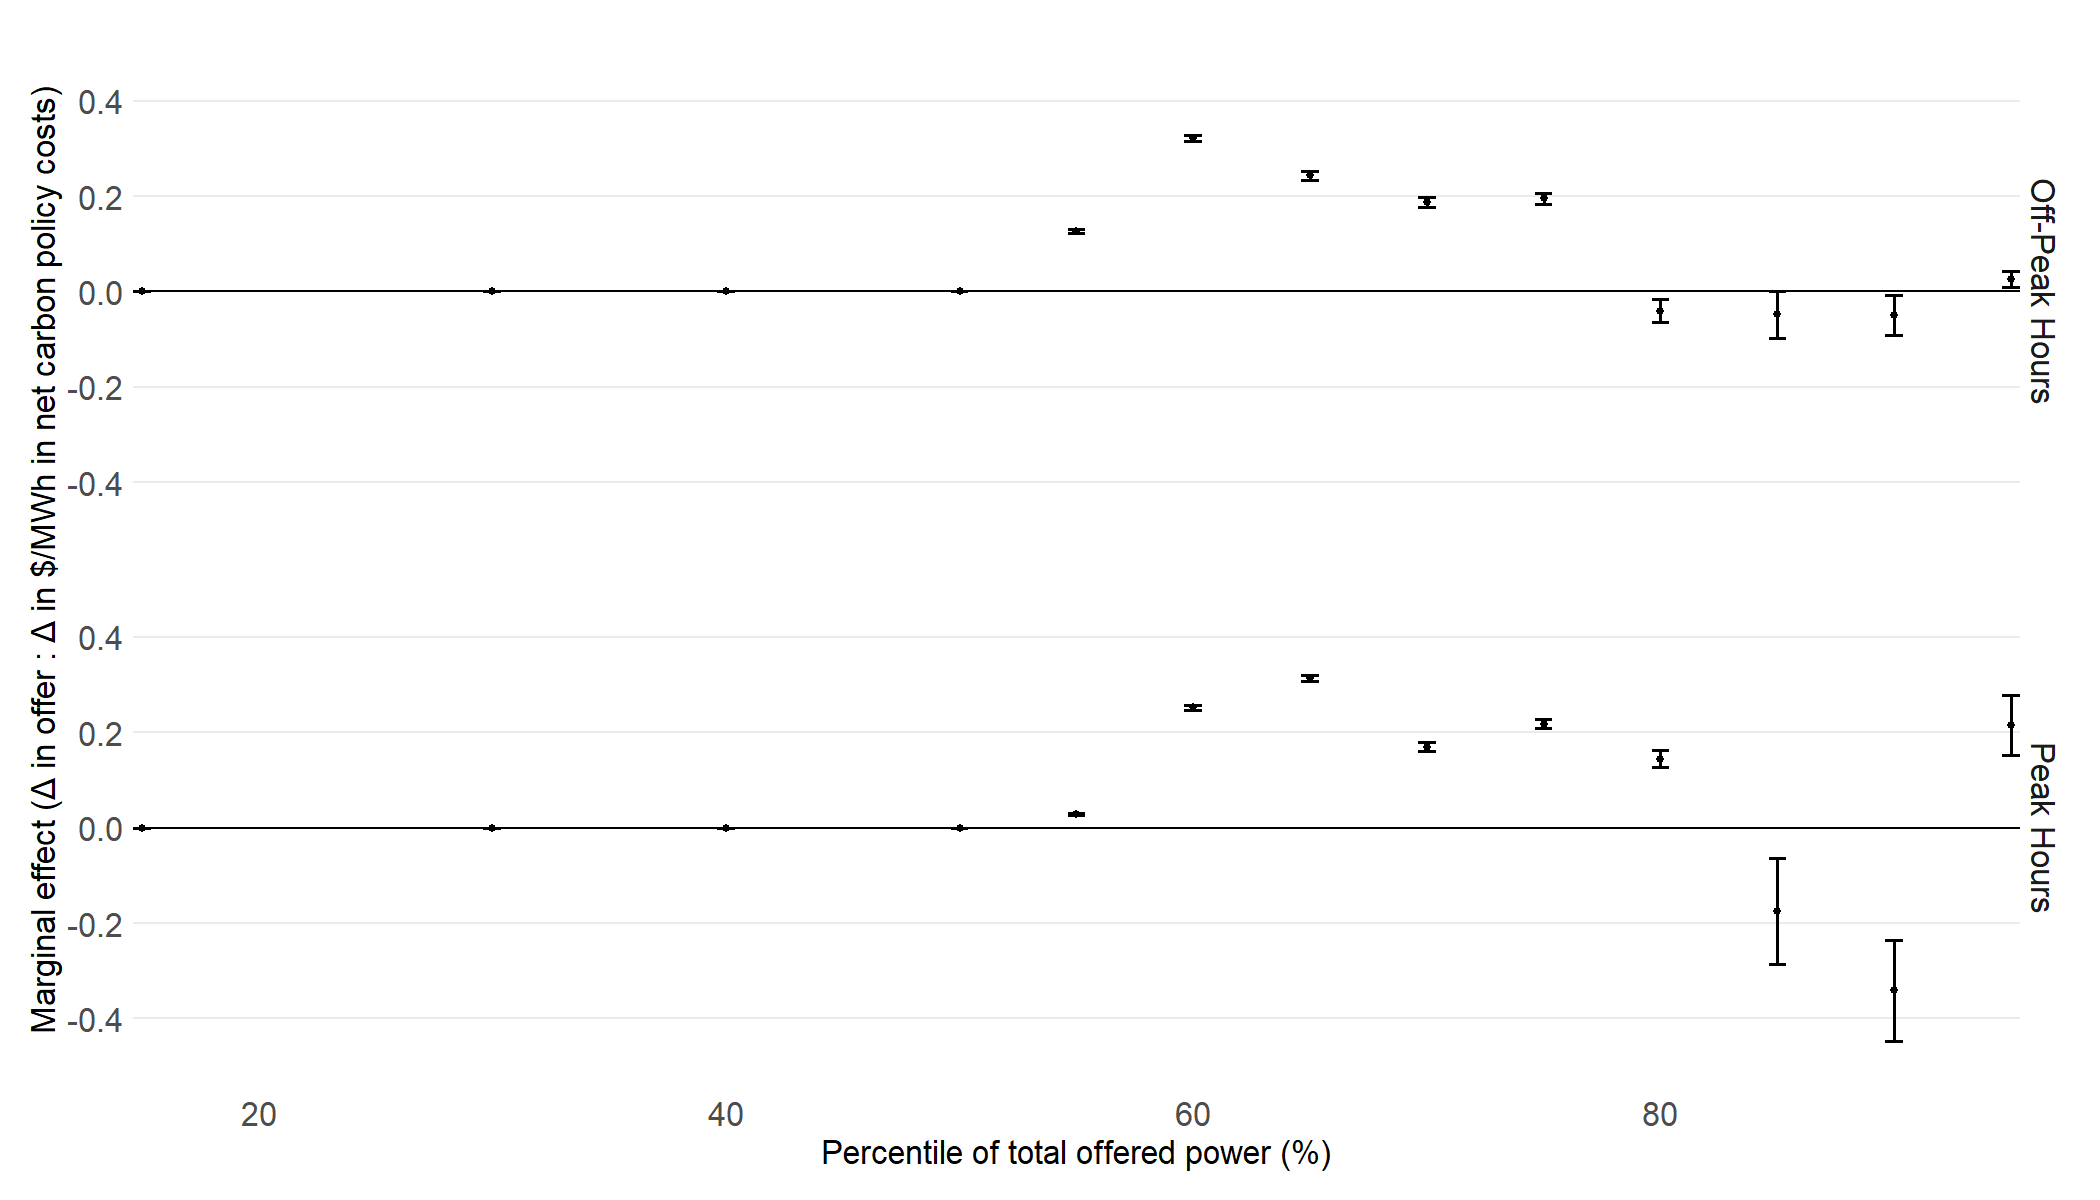 Marginal effect (Δ in offer : Δ in $/MWh in net carbon policy costs)
0.4
0.2
0.0
-0.2
-0.4
Off-Peak Hours
0.4
0.2
0.0
-0.2
-0.4
Peak Hours
20 40 60 80
Percentile of total offered power (%)